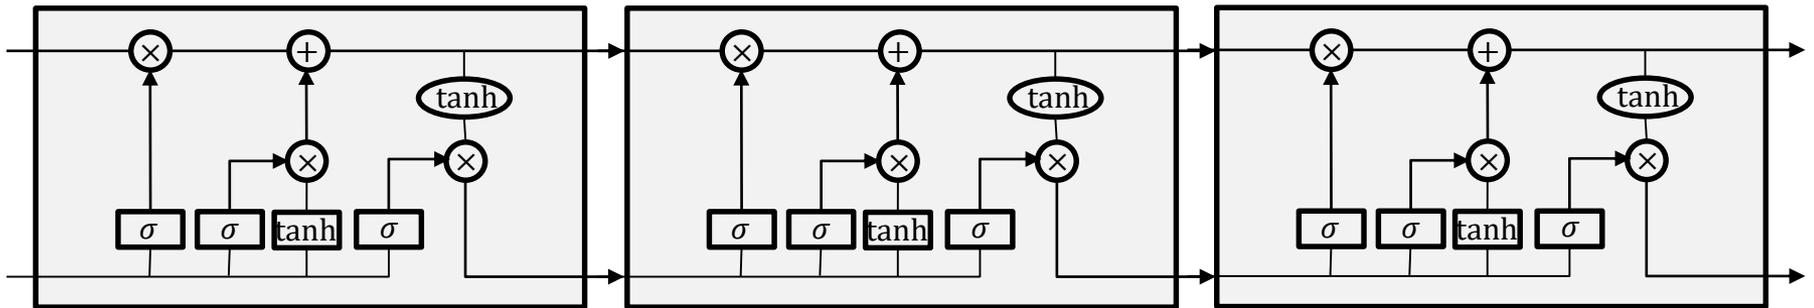 × + × + × +
tanh tanh tanh
× × × × × ×
σ σ tanh σ σ σ tanh σ σ σ tanh σ